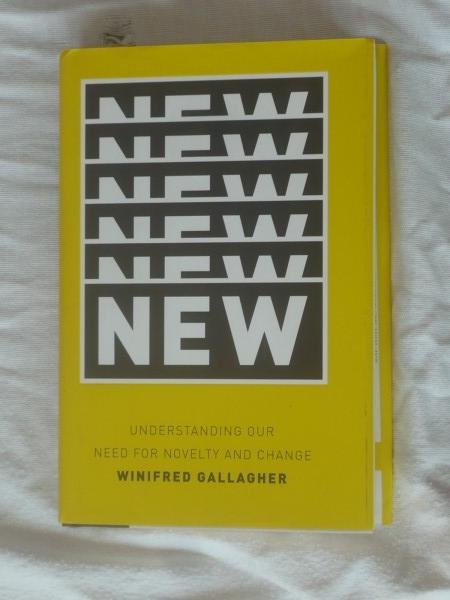 NEW
NEW
NEW
NEW
NEW
NEW
UNDERSTANDING OUR
NEED FOR NOVELTY AND CHANGE
WINIFRED GALLAGHER